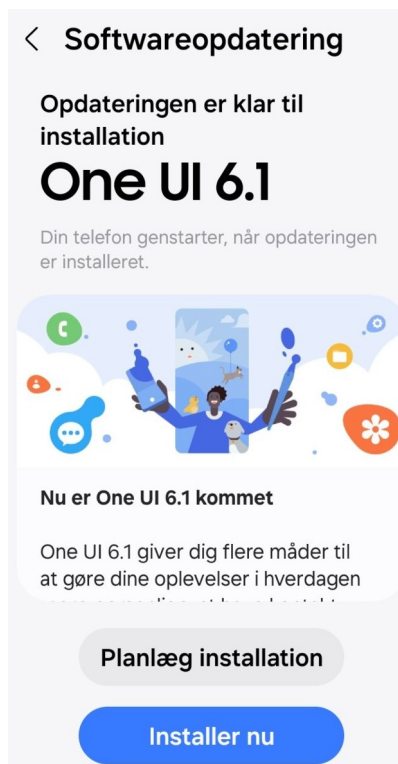 Softwareopdatering
Opdateringen er klar til
installation
One UI 6.1
Din telefon genstarter, når opdateringen
er installeret.
Nu er One UI 6.1 kommet
One UI 6.1 giver dig flere måder til
at gøre dine oplevelser i hverdagen
Planlæg installation
Installer nu